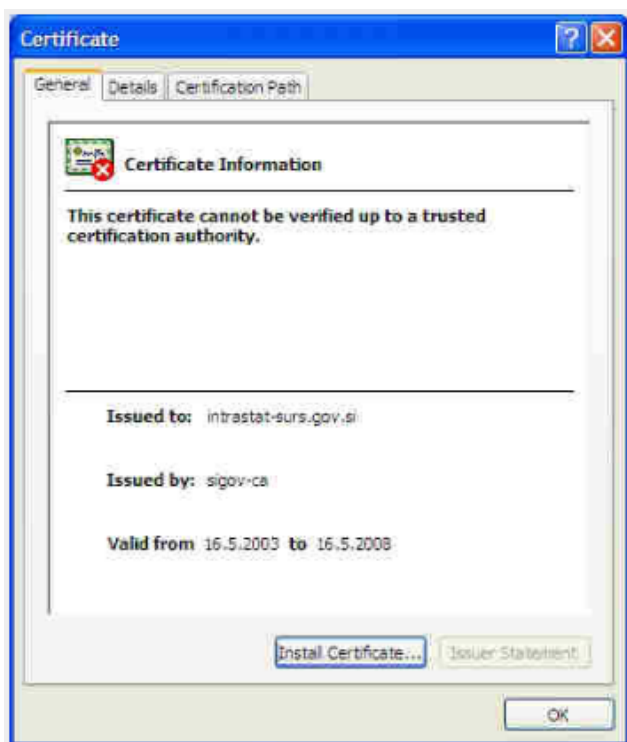 Certificate
General Details Certification Path
Certificate Information
This certificate cannot be verified up to a trusted
certification authority.
Issued to: intrastat-surs.gov.si
Issued by: sigov-ca
Valid from 16.5.2003 to 16.5.2008
Install Certificate... Issuer Statement
OK